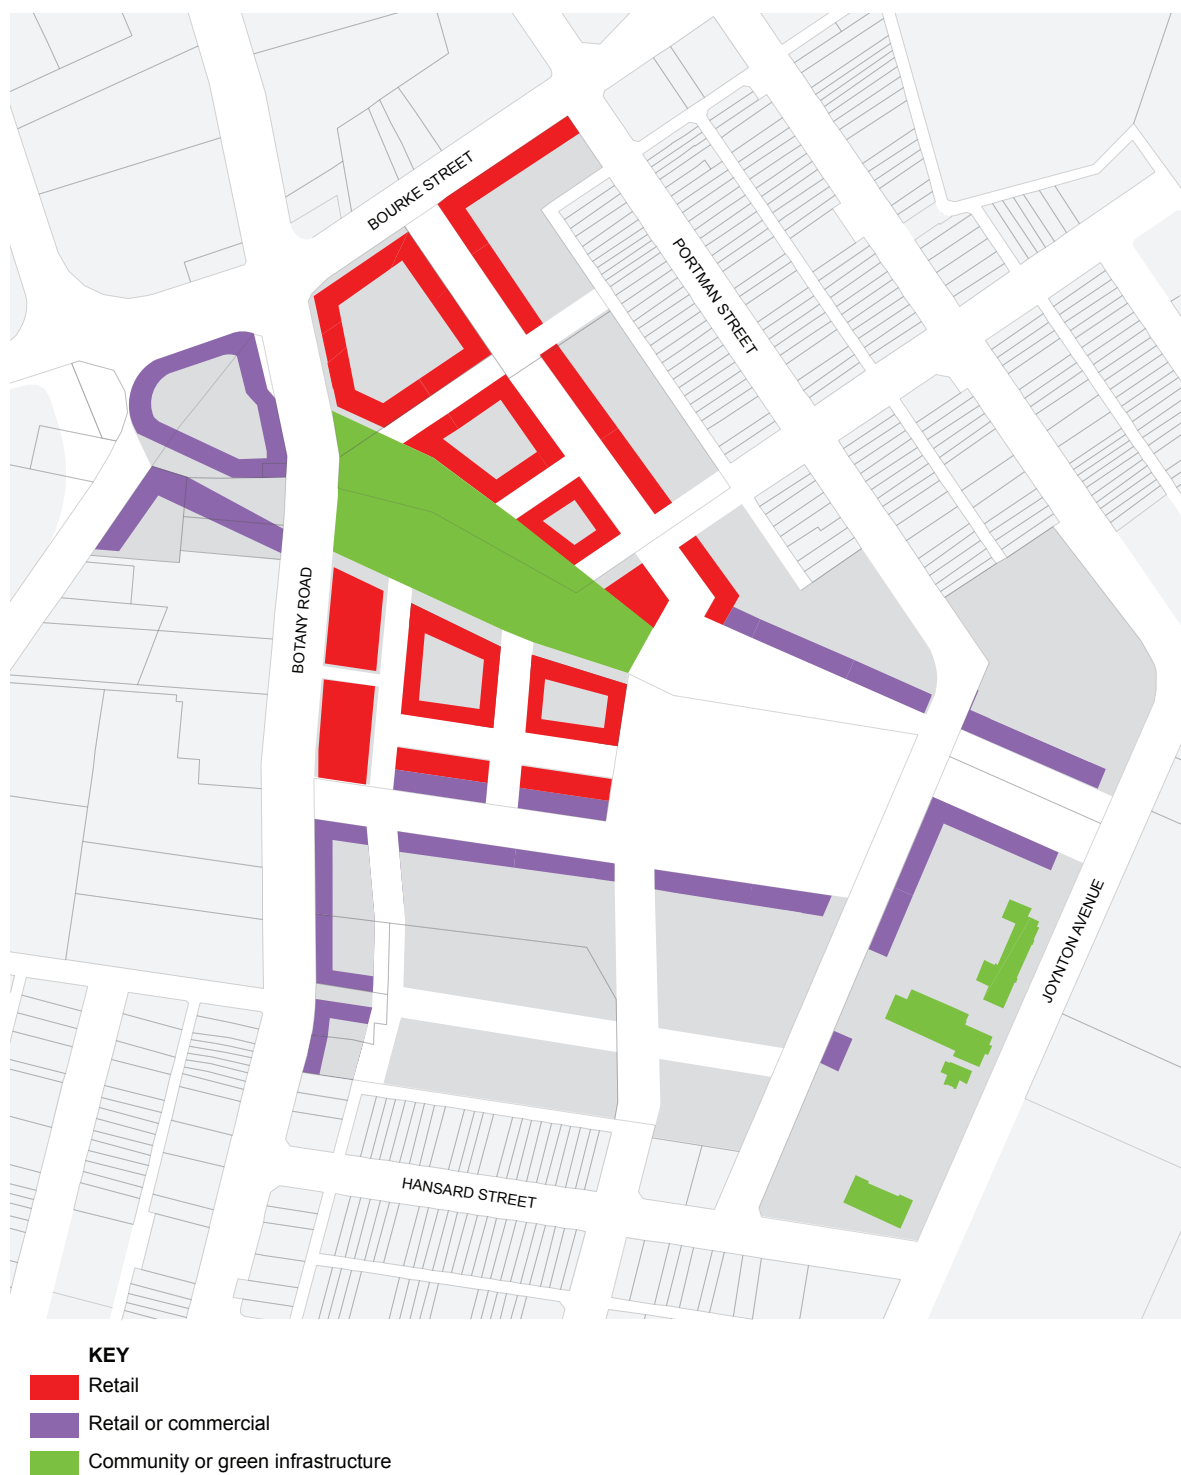 BOURKE STREET
PORTMAN STREET
BOTANY ROAD
JOYNTON AVENUE
HANSARD STREET
KEY
Retail
Retail or commercial
Community or green infrastructure